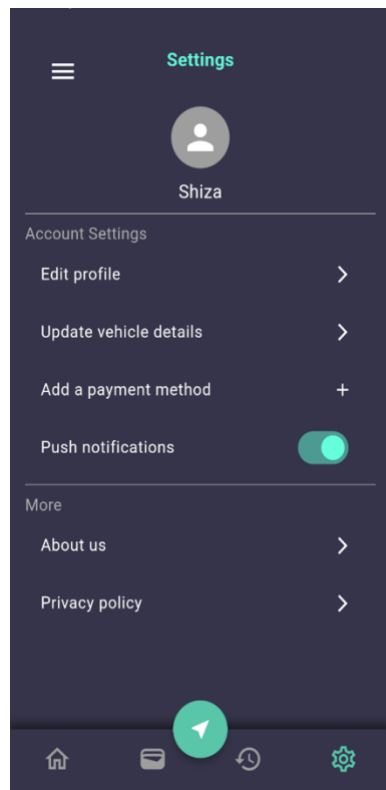 Settings
Shiza
Account Settings
Edit profile
Update vehicle details
Add a payment method +
Push notifications
More
About us
Privacy policy